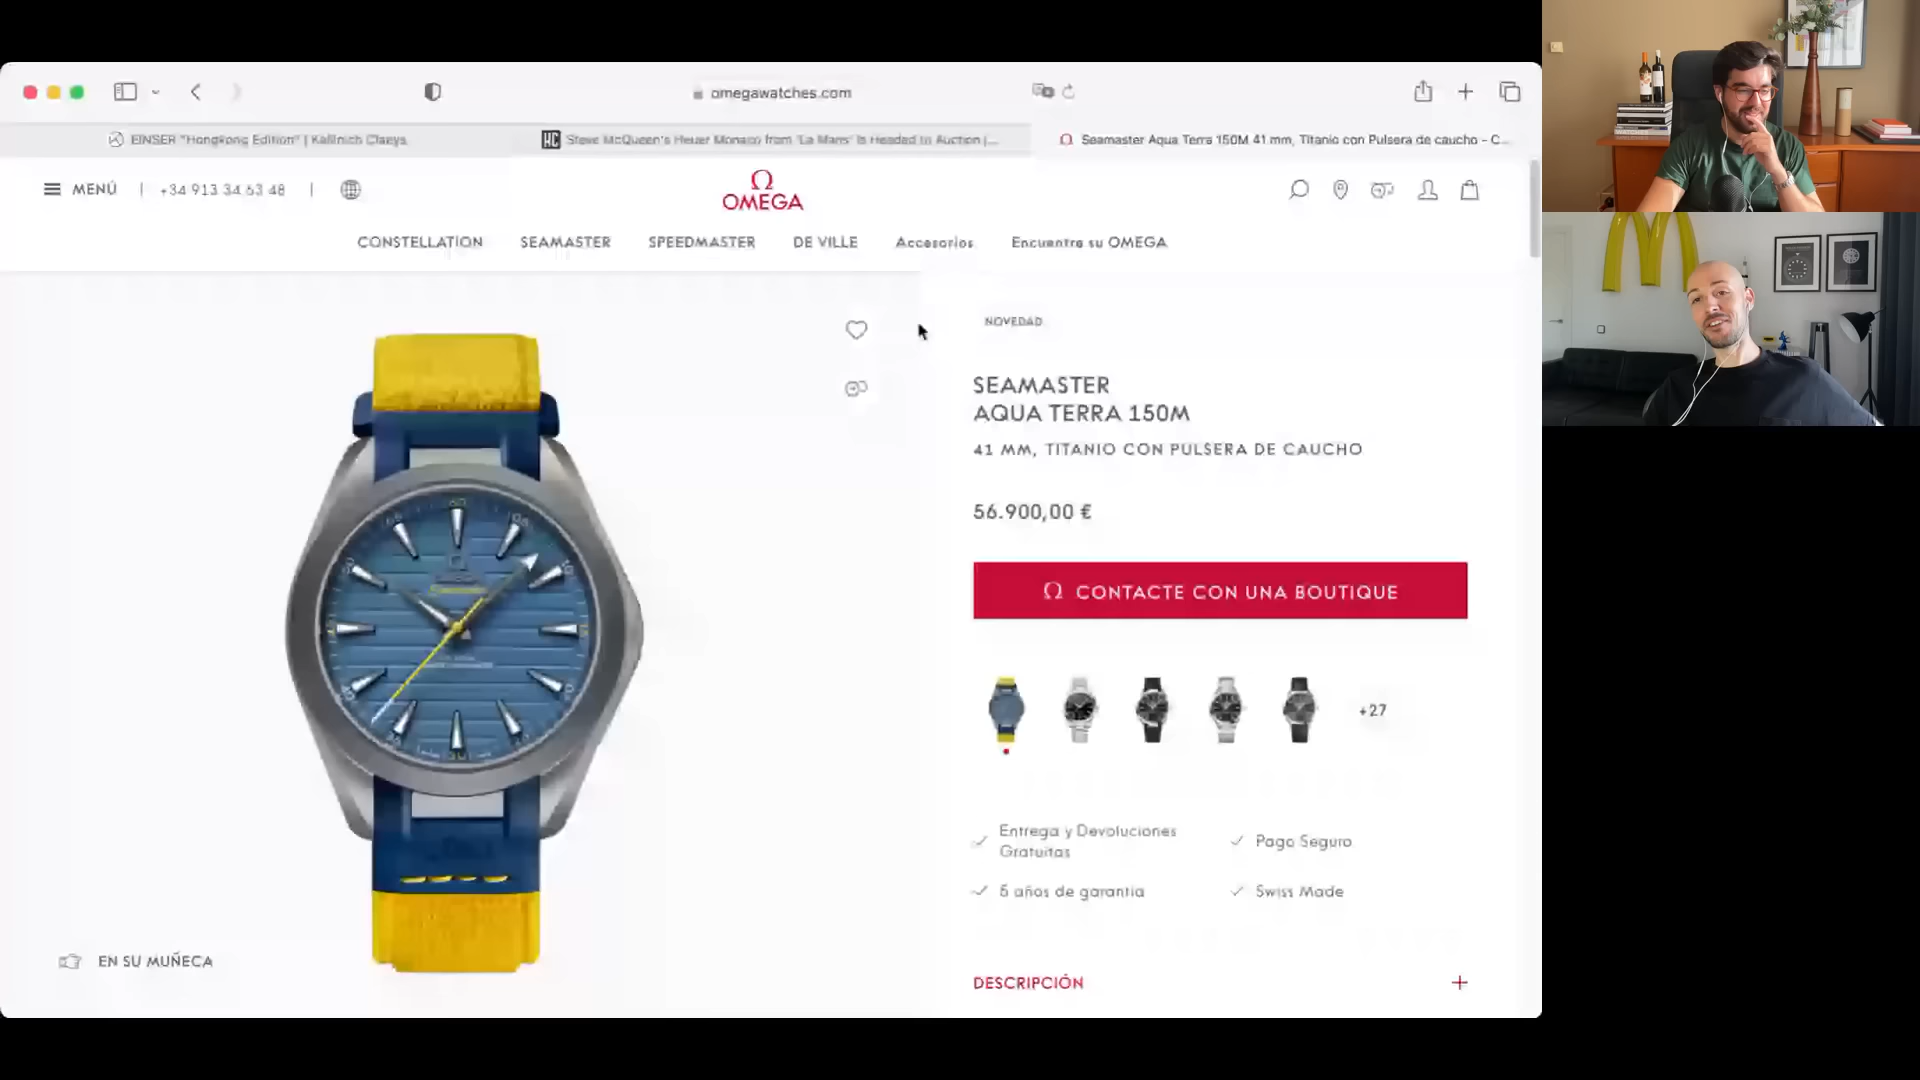 omegawatches.com
EINSER "HongKong Edition" | Kallinich Claeys
HC Steve McQueen's Heuer Monaco from 'Le Mans' Is Headed to Auction |...
Seamaster Aqua Terra 150M 41 mm, Titanio con Pulsera de caucho - C...
MENÚ | +34 913 34 53 48 |
OMEGA
CONSTELLATION SEAMASTER SPEEDMASTER DE VILLE Accesorios Encuentre su OMEGA
NOVEDAD
SEAMASTER
AQUA TERRA 150M
41 MM, TITANIO CON PULSERA DE CAUCHO
56.900,00 €
CONTACTE CON UNA BOUTIQUE
+27
Entrega y Devoluciones
Gratuitas
Pago Seguro
5 años de garantía
Swiss Made
EN SU MUÑECA
DESCRIPCIÓN
60
30